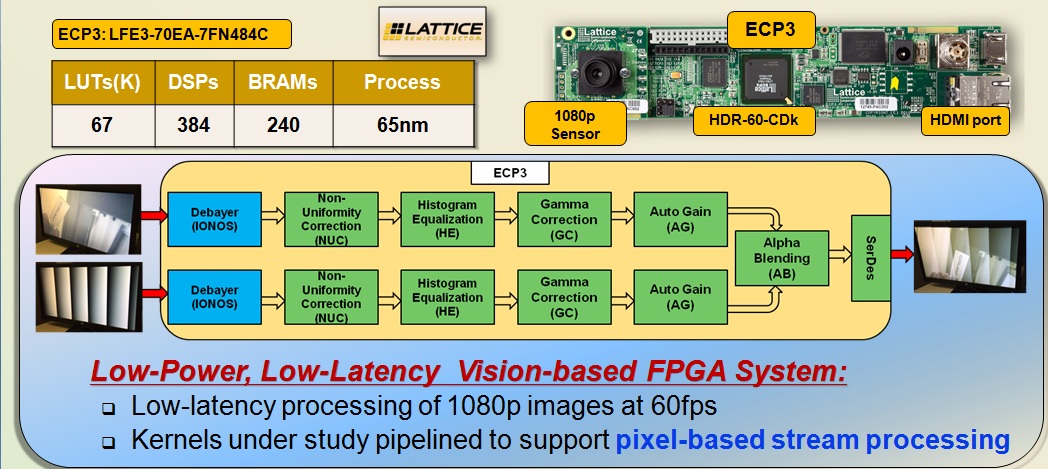 ECP3: LFE3-70EA-7FN484C
LATTICE
SEMICONDUCTOR
LUTs(K) DSPs BRAMs Process
67 384 240 65nm
Lattice
ECP3
Lattice
1080p
Sensor
HDR-60-CDk
HDMI port
ECP3
Debayer
(IONOS)
Non-
Uniformity
Correction
(NUC)
Histogram
Equalization
(HE)
Gamma
Correction
(GC)
Auto Gain
(AG)
Debayer
(IONOS)
Non-
Uniformity
Correction
(NUC)
Histogram
Equalization
(HE)
Gamma
Correction
(GC)
Auto Gain
(AG)
Alpha
Blending
(AB)
SerDes
Low-Power, Low-Latency Vision-based FPGA System:
Low-latency processing of 1080p images at 60fps
Kernels under study pipelined to support pixel-based stream processing